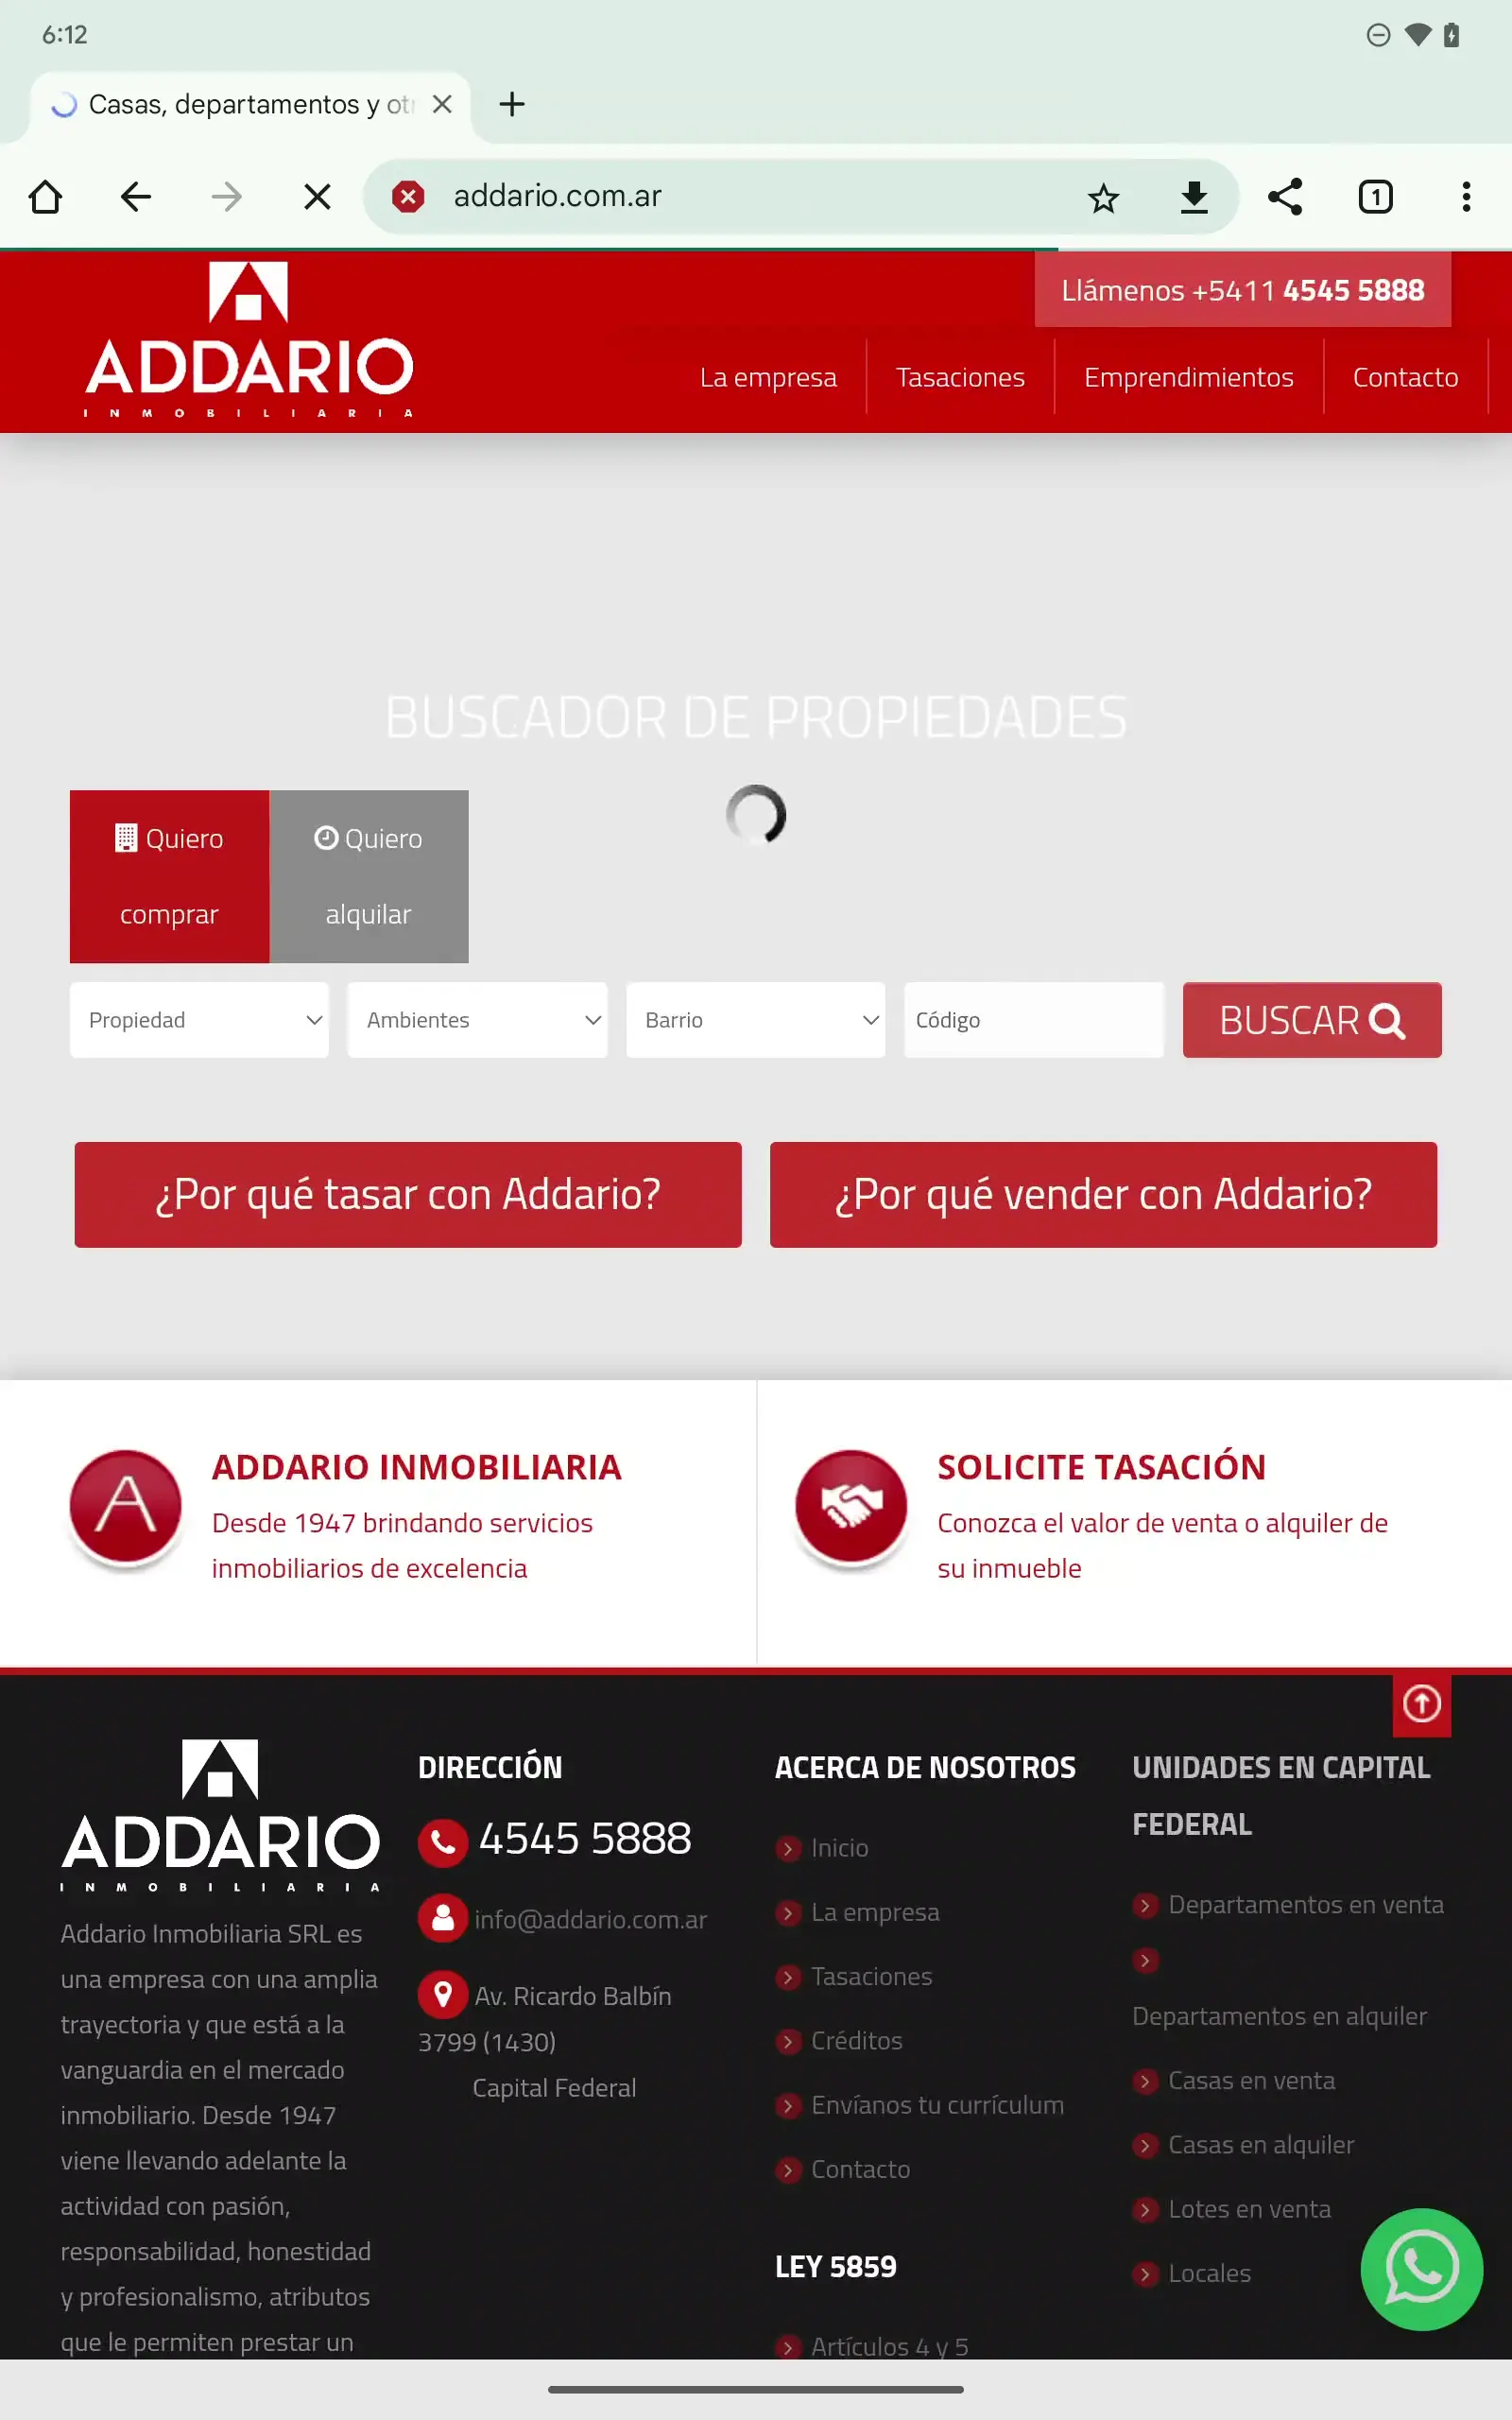 6:12
Casas, departamentos y otr
addario.com.ar
1
Llámenos +5411 4545 5888
ADDARIO
INMOBILIARIA
La empresa
Tasaciones
Emprendimientos
Contacto
BUSCADOR DE PROPIEDADES
Quiero
comprar
Quiero
alquilar
Propiedad
Ambientes
Barrio
Código
BUSCAR
¿Por qué tasar con Addario?
¿Por qué vender con Addario?
A
ADDARIO INMOBILIARIA
Desde 1947 brindando servicios
inmobiliarios de excelencia
SOLICITE TASACIÓN
Conozca el valor de venta o alquiler de
su inmueble
ADDARIO
INMOBILIARIA
Addario Inmobiliaria SRL es
una empresa con una amplia
trayectoria y que está a la
vanguardia en el mercado
inmobiliario. Desde 1947
viene llevando adelante la
actividad con pasión,
responsabilidad, honestidad
y profesionalismo, atributos
que le permiten prestar un
DIRECCIÓN
4545 5888
info@addario.com.ar
Av. Ricardo Balbín
3799 (1430)
Capital Federal
ACERCA DE NOSOTROS
Inicio
La empresa
Tasaciones
Créditos
Envíanos tu currículum
Contacto
LEY 5859
Artículos 4 y 5
UNIDADES EN CAPITAL
FEDERAL
Departamentos en venta
Departamentos en alquiler
Casas en venta
Casas en alquiler
Lotes en venta
Locales